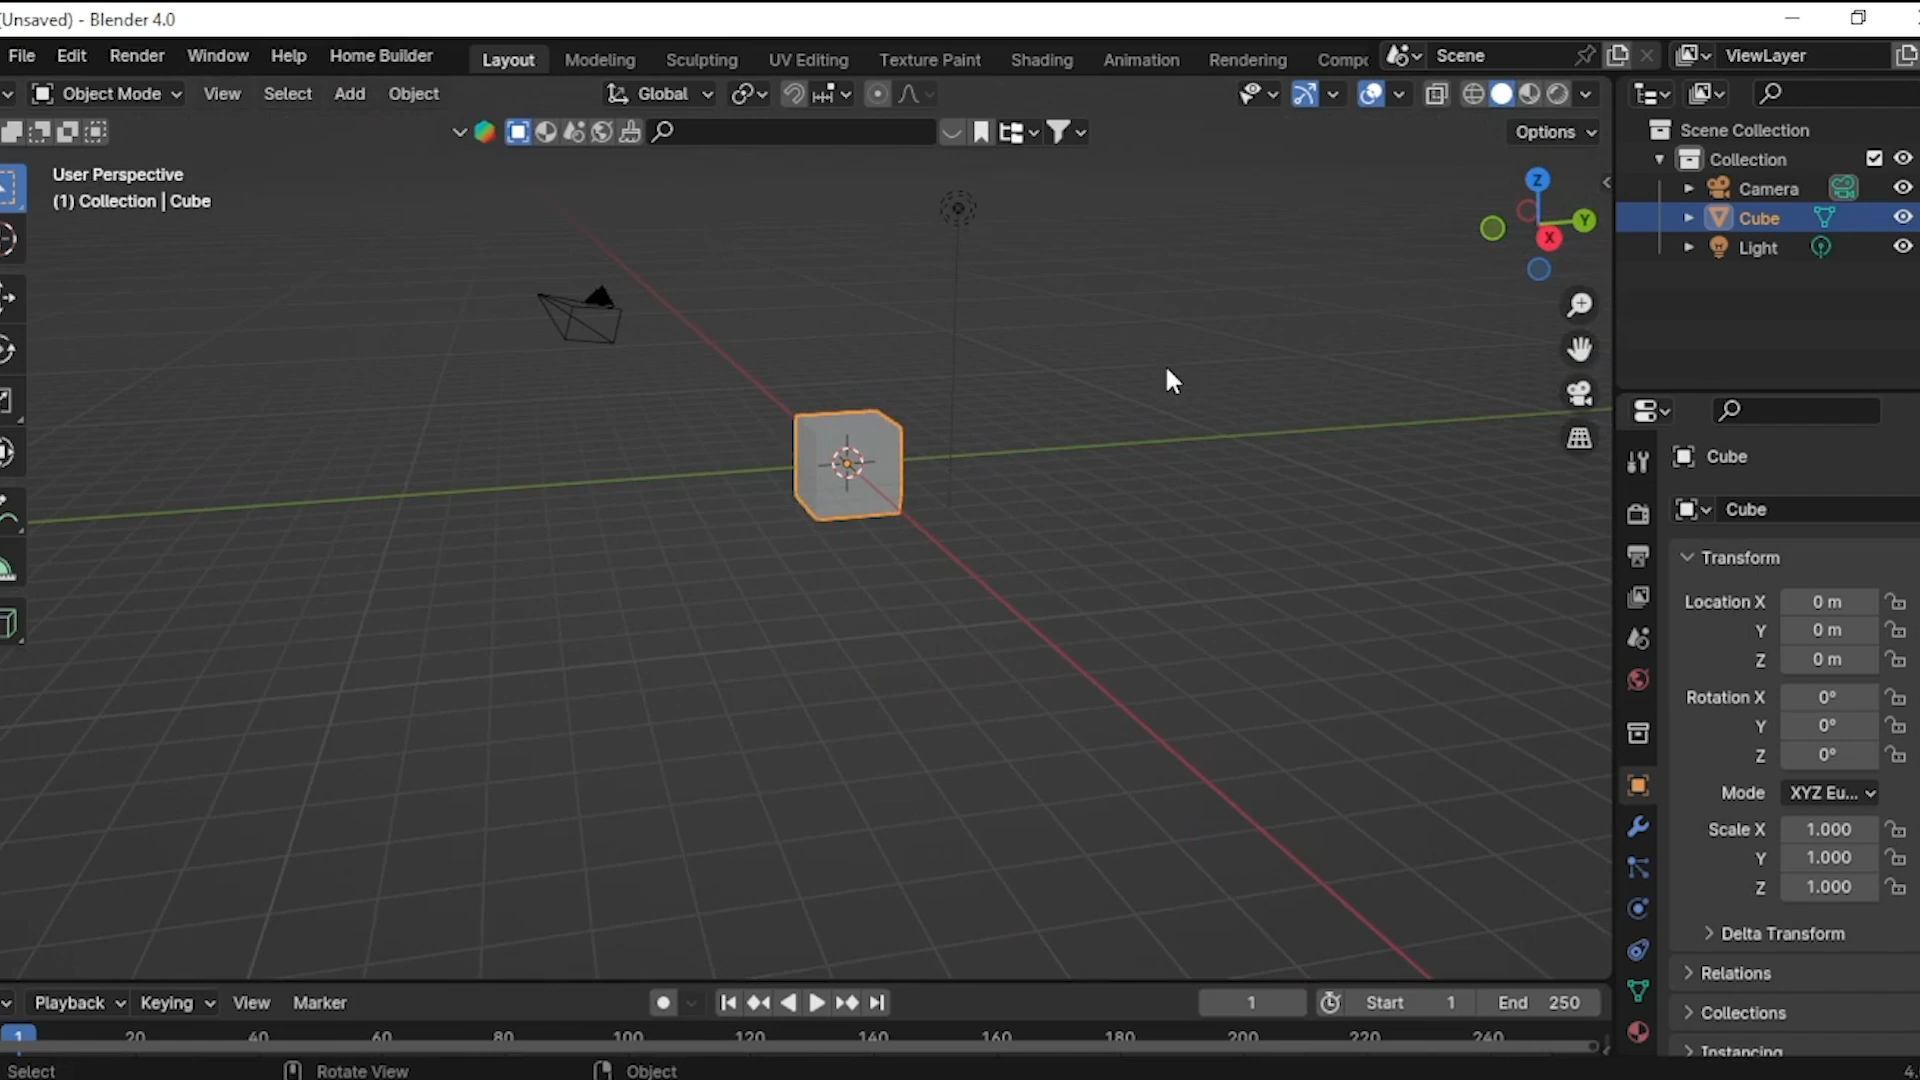 (Unsaved) - Blender 4.0
File Edit Render Window Help Home Builder Layout Modeling Sculpting UV Editing Texture Paint Shading Animation Rendering Compo Scene ViewLayer
Object Mode View Select Add Object Global
Options
User Perspective
(1) Collection | Cube
Z
Y
X
Scene Collection
Collection
Camera
Cube
Light
Cube
Cube
Transform
Location X 0 m
Y 0 m
Z 0 m
Rotation X 0°
Y 0°
Z 0°
Mode XYZ Eu...
Scale X 1.000
Y 1.000
Z 1.000
Delta Transform
Relations
Collections
Instancing
Playback Keying View Marker 1 Start 1 End 250
1 20 40 60 80 100 120 140 160 180 200 220 240
Select Rotate View Object 4.